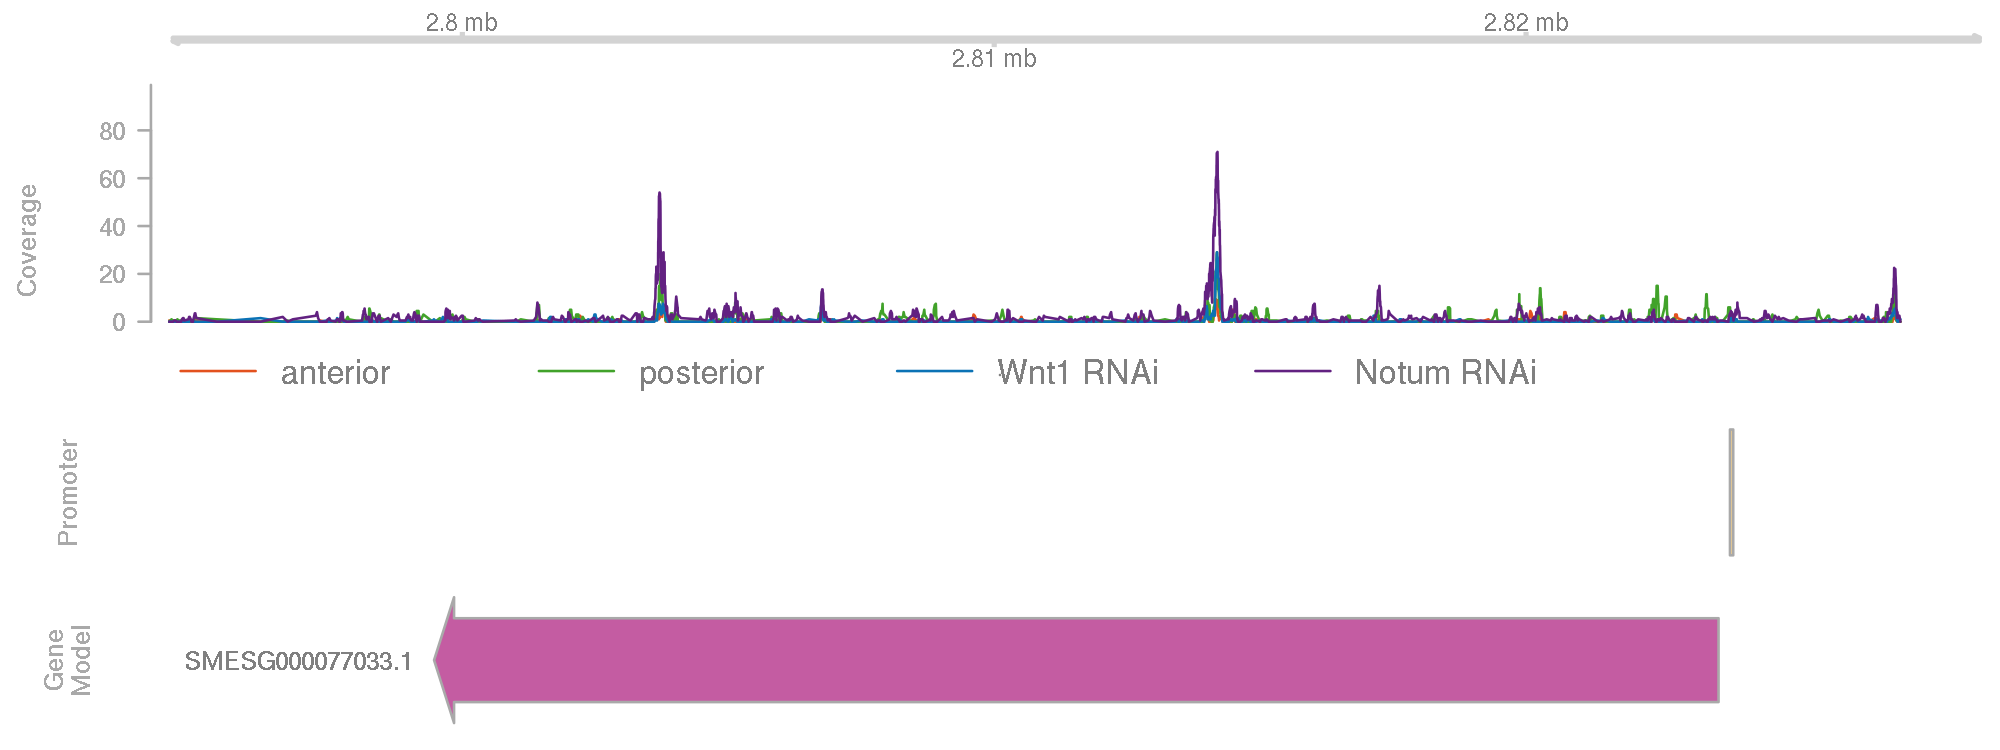 2.8 mb
2.82 mb
2.81 mb
Coverage
80
60
40
20
0
anterior posterior Wnt1 RNAi Notum RNAi
Promoter
Gene
Model
SMESG000077033.1